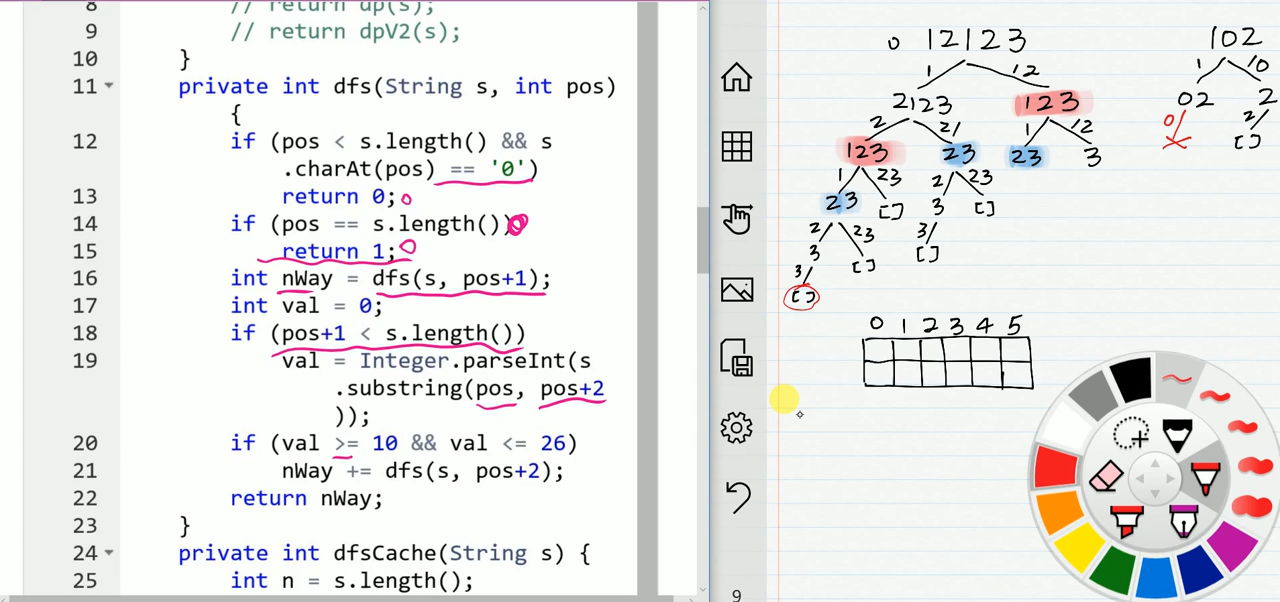 8 // return dp(s);
9 // return dpV2(s);
10 }
11 private int dfs(String s, int pos)
{
12 if (pos < s.length() && s
.charAt(pos) == '0')
13 return 0;
14 if (pos == s.length())
15 return 1;
16 int nWay = dfs(s, pos+1);
17 int val = 0;
18 if (pos+1 < s.length())
19 val = Integer.parseInt(s
.substring(pos, pos+2
));
20 if (val >= 10 && val <= 26)
21 nWay += dfs(s, pos+2);
22 return nWay;
23 }
24 private int dfsCache(String s) {
25 int n = s.length();
0 12123
1 12
2123 123
2 21 1 12
123 23 23 3
1 23 2 23
23 [] 3 []
2 23 3
3 [] []
3
[]
102
1 10
02 2
0 2
[]
0 1 2 3 4 5
9